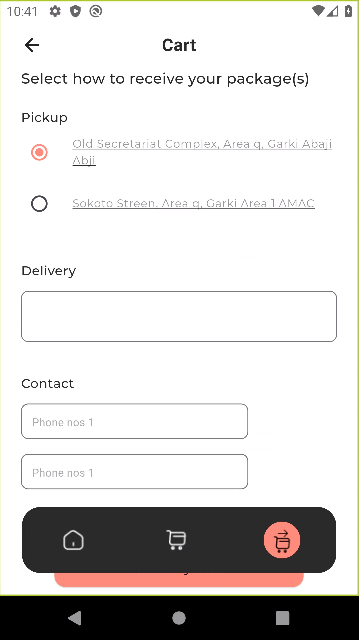 10:41
Cart
Select how to receive your package(s)
Pickup
Old Secretariat Complex, Area q, Garki Abaji
Abji
Sokoto Streen. Area q, Garki Area 1 AMAC
Delivery
Contact
Phone nos 1
Phone nos 1